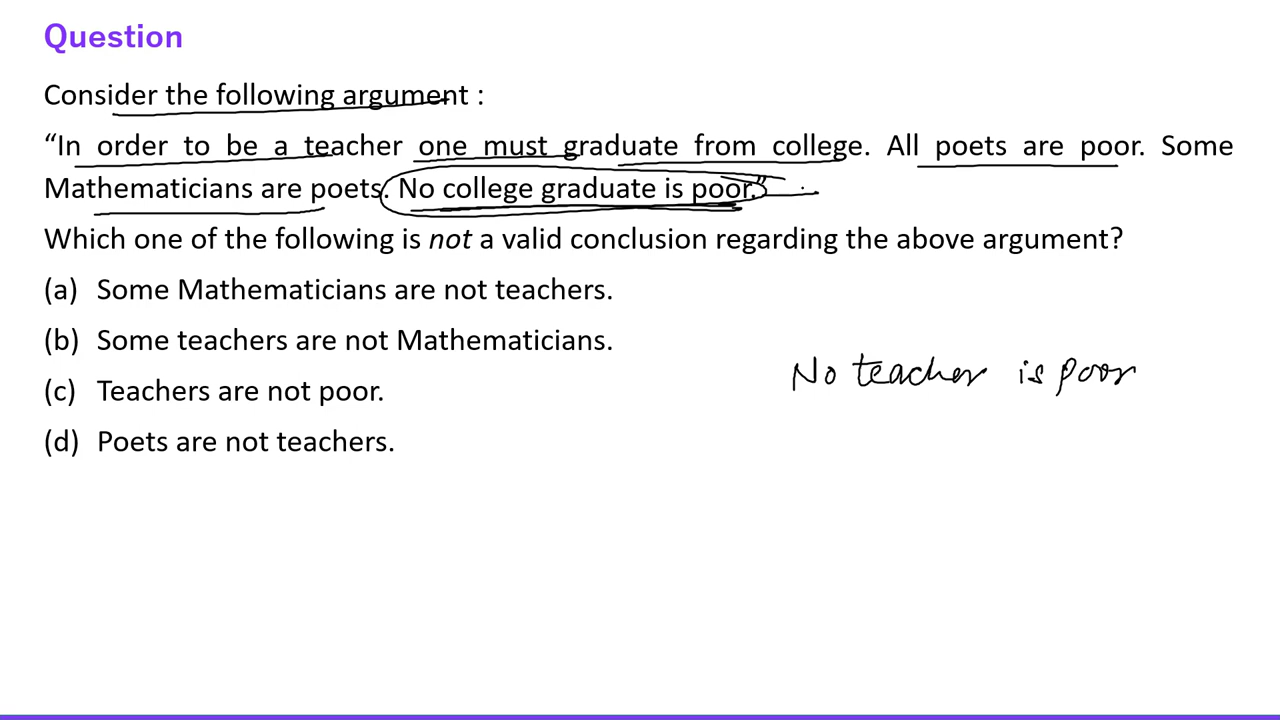 Question
Consider the following argument :
“In order to be a teacher one must graduate from college. All poets are poor. Some
Mathematicians are poets. No college graduate is poor.”
Which one of the following is not a valid conclusion regarding the above argument?
(a) Some Mathematicians are not teachers.
(b) Some teachers are not Mathematicians.
(c) Teachers are not poor.
(d) Poets are not teachers.
No teacher is poor